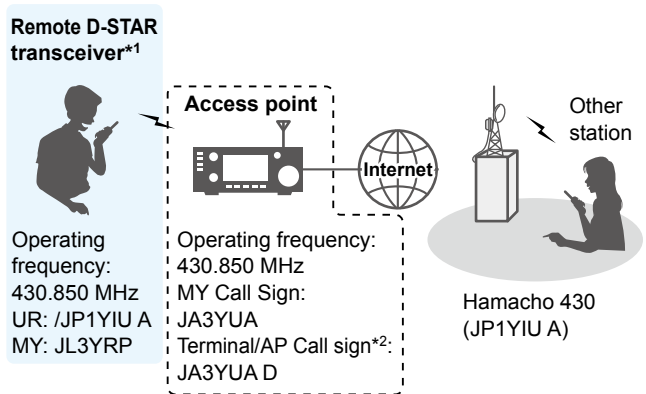 Remote D-STAR
transceiver*1
Operating
frequency:
430.850 MHz
UR: /JP1YIU A
MY: JL3YRP
Access point
Operating frequency:
430.850 MHz
MY Call Sign:
JA3YUA
Terminal/AP Call sign*2:
JA3YUA D
Internet
Other
station
Hamacho 430
(JP1YIU A)